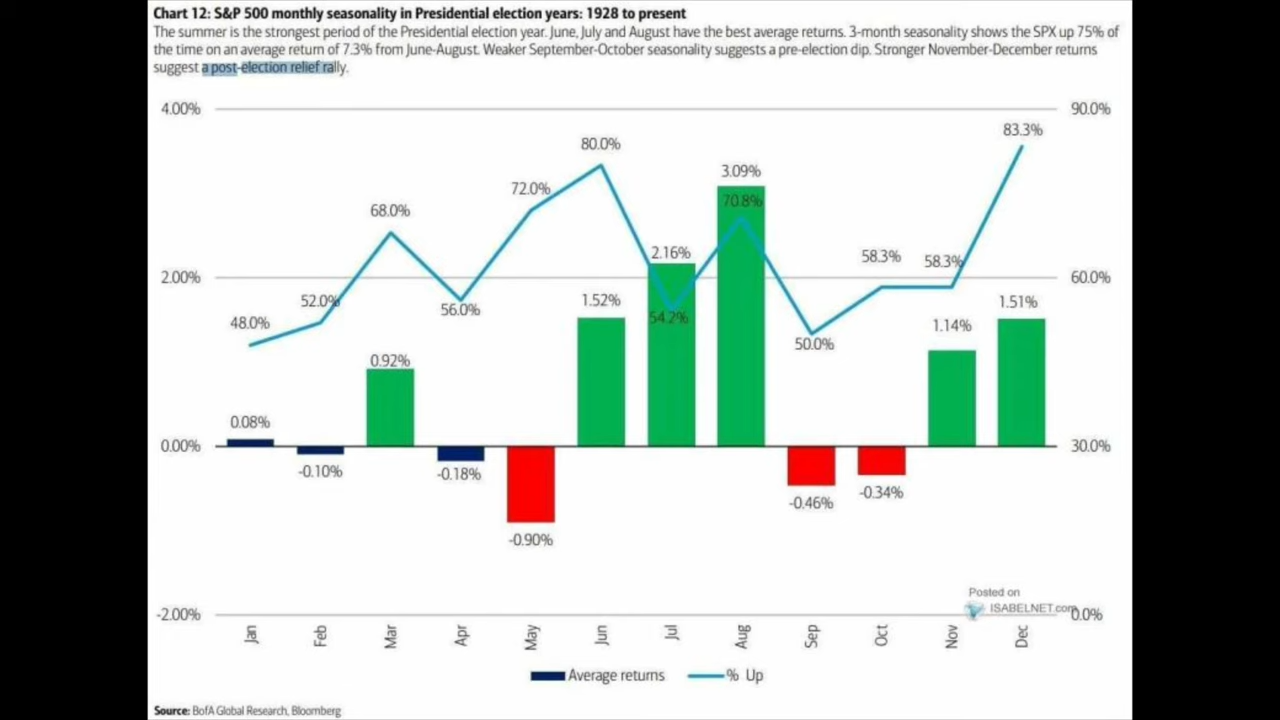 Chart 12: S&P 500 monthly seasonality in Presidential election years: 1928 to present
The summer is the strongest period of the Presidential election year. June, July and August have the best average returns. 3-month seasonality shows the SPX up 75% of
the time on an average return of 7.3% from June-August. Weaker September-October seasonality suggests a pre-election dip. Stronger November-December returns
suggest a post-election relief rally.
4.00% 90.0%
83.3%
80.0%
3.09%
72.0%
70.8%
68.0%
2.16%
58.3% 58.3%
2.00% 60.0%
52.0% 1.52% 1.51%
56.0%
54.2%
48.0% 1.14%
50.0%
0.92%
0.08%
0.00% 30.0%
-0.10% -0.18%
-0.34%
-0.46%
-0.90%
Posted on
ISABELNET.com
-2.00% 0.0%
Jan Feb Mar Apr May Jun Jul Aug Sep Oct Nov Dec
Average returns % Up
Source: BofA Global Research, Bloomberg